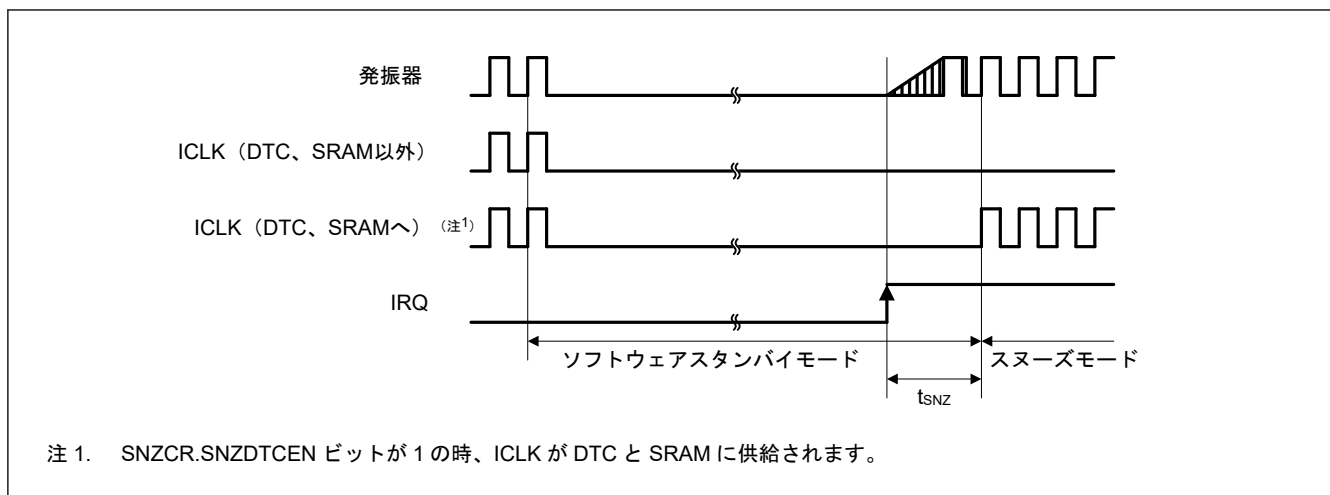 発振器
ICLK（DTC、SRAM以外）
ICLK（DTC、SRAMへ）（注1）
IRQ
ソフトウェアスタンバイモード
スヌーズモード
tSNZ
注 1. SNZCR.SNZDTCEN ビットが 1 の時、ICLK が DTC と SRAM に供給されます。